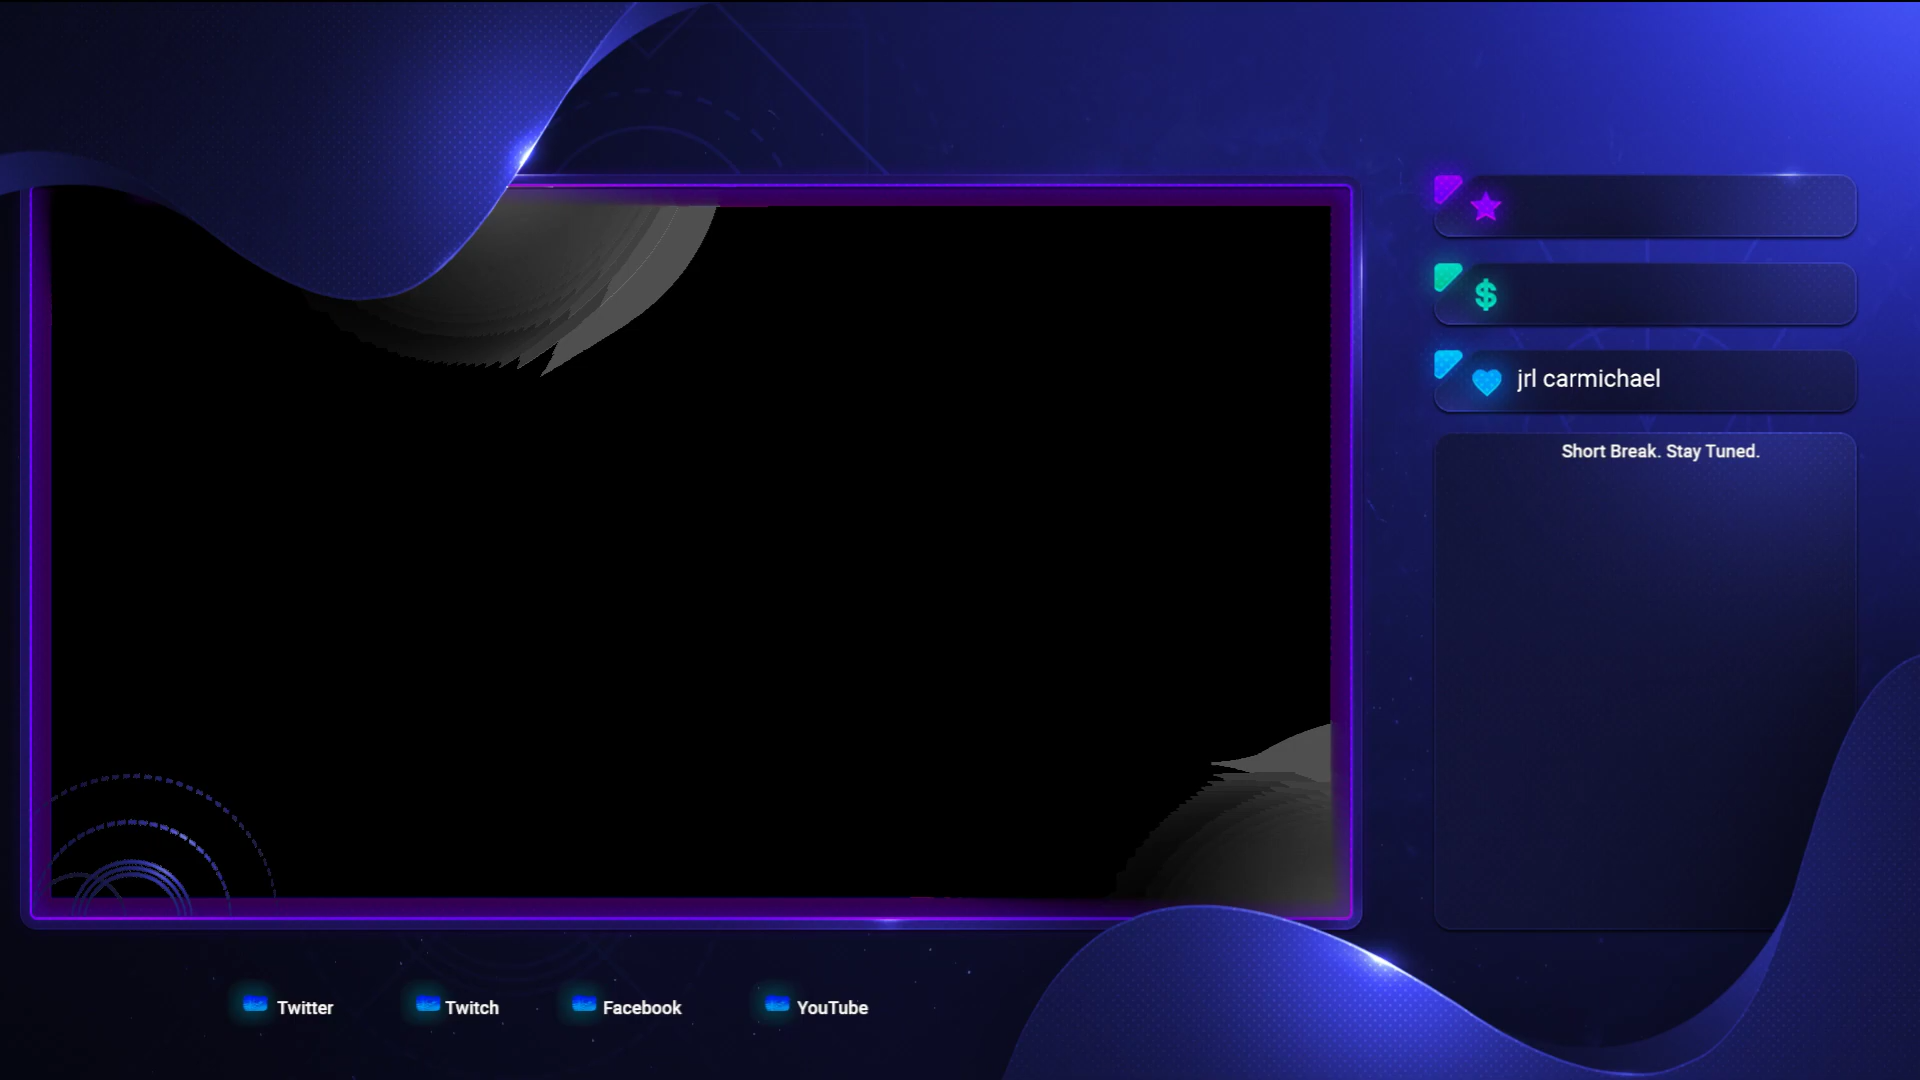 jrl carmichael
Short Break. Stay Tuned.
Twitter
Twitch
Facebook
YouTube